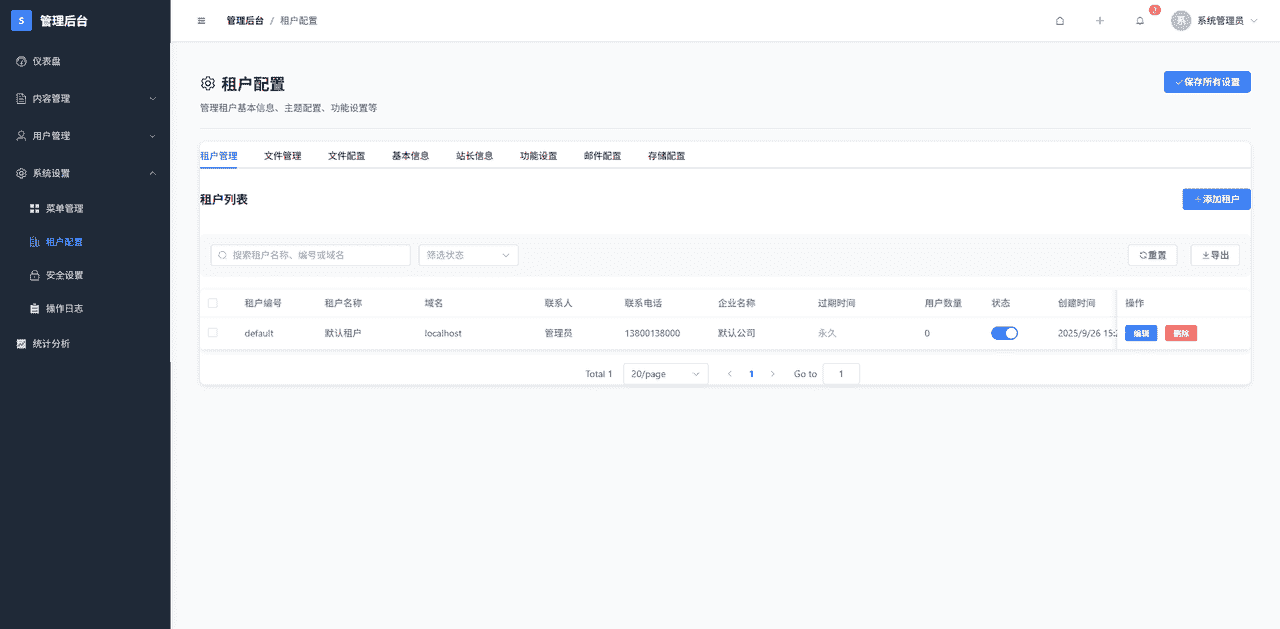 S 管理后台
管理后台 / 租户配置
系 系统管理员
仪表盘
内容管理
用户管理
系统设置
菜单管理
租户配置
安全设置
操作日志
统计分析
租户配置
保存所有设置
管理租户基本信息、主题配置、功能设置等
租户管理 文件管理 文件配置 基本信息 站长信息 功能设置 邮件配置 存储配置
租户列表
+ 添加租户
搜索租户名称、编号或域名 筛选状态 重置 导出
租户编号 租户名称 域名 联系人 联系电话 企业名称 过期时间 用户数量 状态 创建时间 操作
default 默认租户 localhost 管理员 13800138000 默认公司 永久 0 2025/9/26 15: 编辑 删除
Total 1 20/page 1 Go to 1